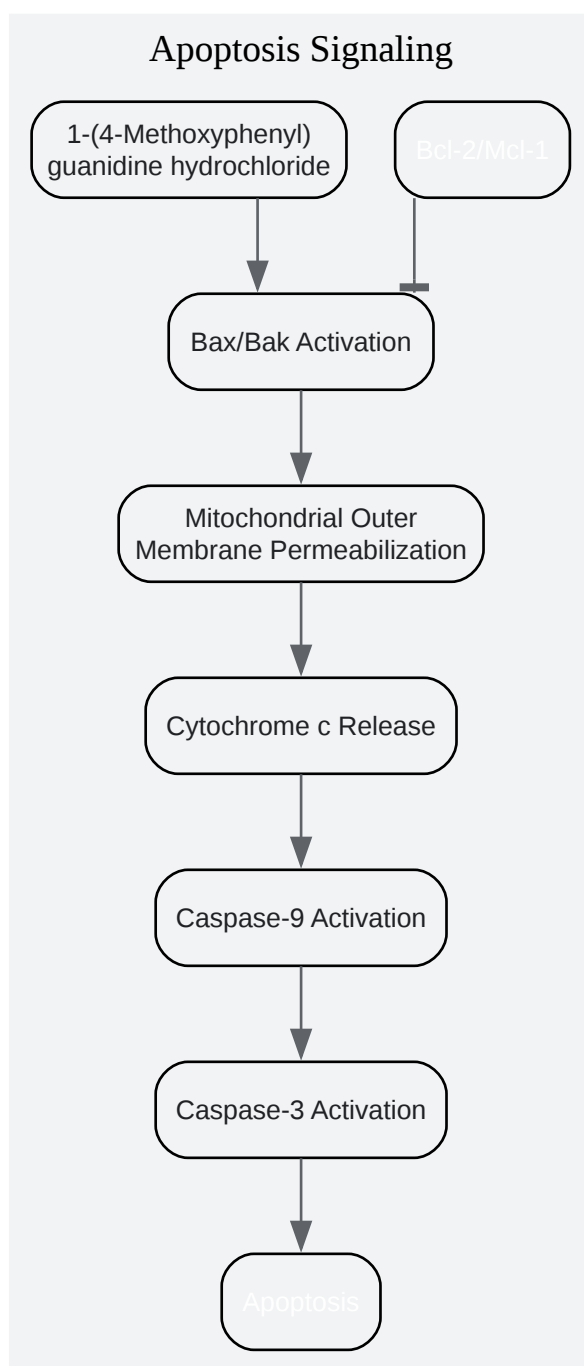 Apoptosis Signaling
1-(4-Methoxyphenyl)
guanidine hydrochloride
Bcl-2/Mcl-1
Bax/Bak Activation
Mitochondrial Outer
Membrane Permeabilization
Cytochrome c Release
Caspase-9 Activation
Caspase-3 Activation
Apoptosis